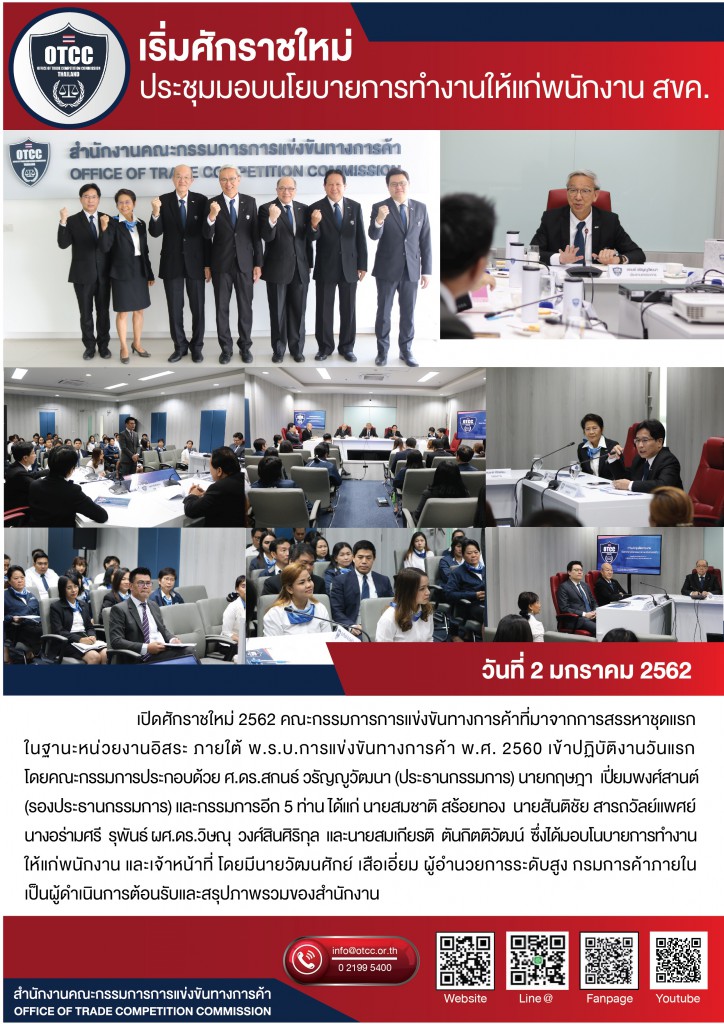 OTCC
OFFICE OF TRADE COMPETITION COMMISSION
THAILAND
เริ่มศักราชใหม่
ประชุมมอบนโยบายการทำงานให้แก่พนักงาน สขค.
OTCC
สำนักงานคณะกรรมการการแข่งขันทางการค้า
OFFICE OF TRADE COMPETITION COMMISSION
OTCC
OTCC
วันที่ 2 มกราคม 2562
เปิดศักราชใหม่ 2562 คณะกรรมการการแข่งขันทางการค้าที่มาจากการสรรหาชุดแรก
ในฐานะหน่วยงานอิสระ ภายใต้ พ.ร.บ.การแข่งขันทางการค้า พ.ศ. 2560 เข้าปฏิบัติงานวันแรก
โดยคณะกรรมการประกอบด้วย ศ.ดร.สกนธ์ วรัญญูวัฒนา (ประธานกรรมการ) นายกฤษฎา เปี่ยมพงศ์สานต์
(รองประธานกรรมการ) และกรรมการอีก 5 ท่าน ได้แก่ นายสมชาติ สร้อยทอง นายสันติชัย สารถวัลย์แพศย์
นางอร่ามศรี รุพันธ์ ผศ.ดร.วิษณุ วงศ์สินศิริกุล และนายสมเกียรติ ตันกิตติวัฒน์ ซึ่งได้มอบโนบายการทำงาน
ให้แก่พนักงาน และเจ้าหน้าที่ โดยมีนายวัฒนศักย์ เสือเอี่ยม ผู้อำนวยการระดับสูง กรมการค้าภายใน
เป็นผู้ดำเนินการต้อนรับและสรุปภาพรวมของสำนักงาน
info@otcc.or.th
0 2199 5400
Website
Line@
Fanpage
Youtube
สำนักงานคณะกรรมการการแข่งขันทางการค้า
OFFICE OF TRADE COMPETITION COMMISSION